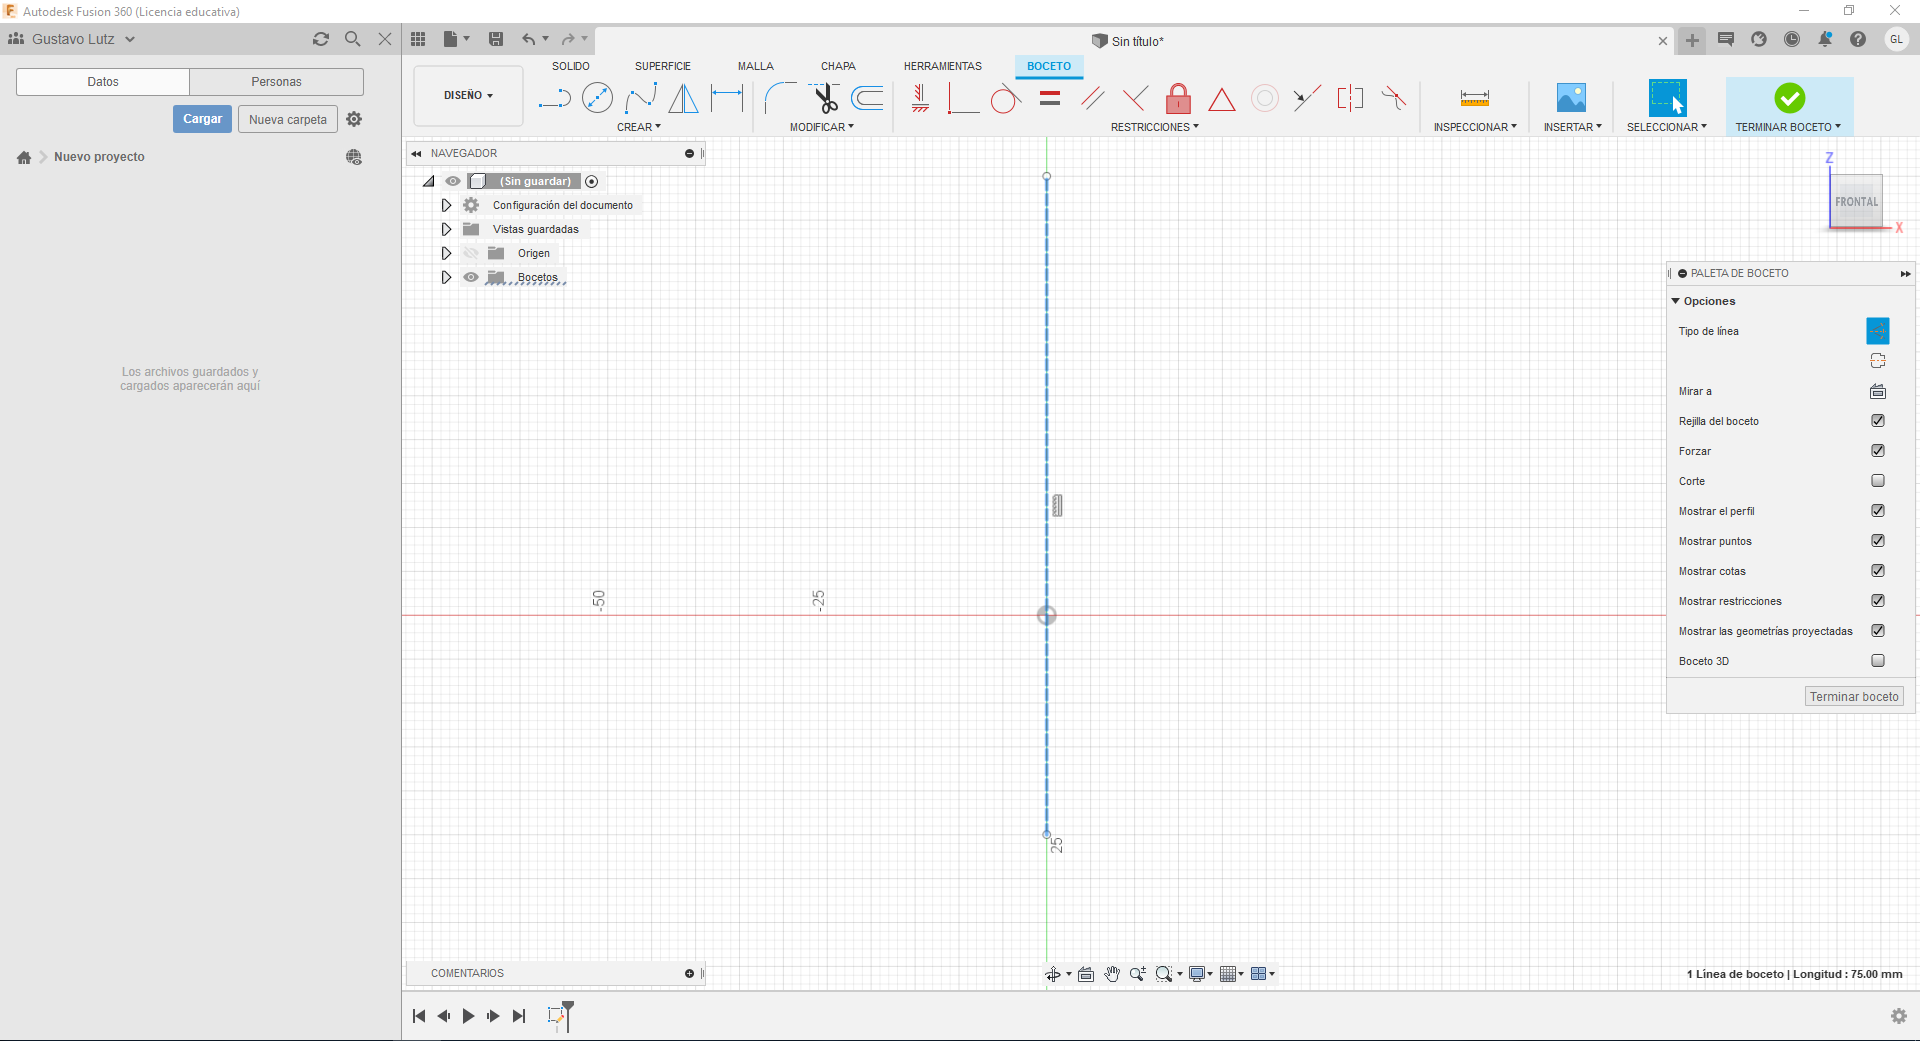 Autodesk Fusion 360 (Licencia educativa)
Gustavo Lutz
Sin título*
GL
Datos
Personas
Cargar
Nueva carpeta
Nuevo proyecto
Los archivos guardados y
cargados aparecerán aquí
SOLIDO
SUPERFICIE
MALLA
CHAPA
HERRAMIENTAS
BOCETO
DISEÑO
CREAR
MODIFICAR
RESTRICCIONES
INSPECCIONAR
INSERTAR
SELECCIONAR
TERMINAR BOCETO
NAVEGADOR
(Sin guardar)
Configuración del documento
Vistas guardadas
Origen
Bocetos
Z
FRONTAL
X
-50
-25
25
PALETA DE BOCETO
Opciones
Tipo de línea
Mirar a
Rejilla del boceto
Forzar
Corte
Mostrar el perfil
Mostrar puntos
Mostrar cotas
Mostrar restricciones
Mostrar las geometrías proyectadas
Boceto 3D
Terminar boceto
COMENTARIOS
1 Línea de boceto | Longitud : 75.00 mm